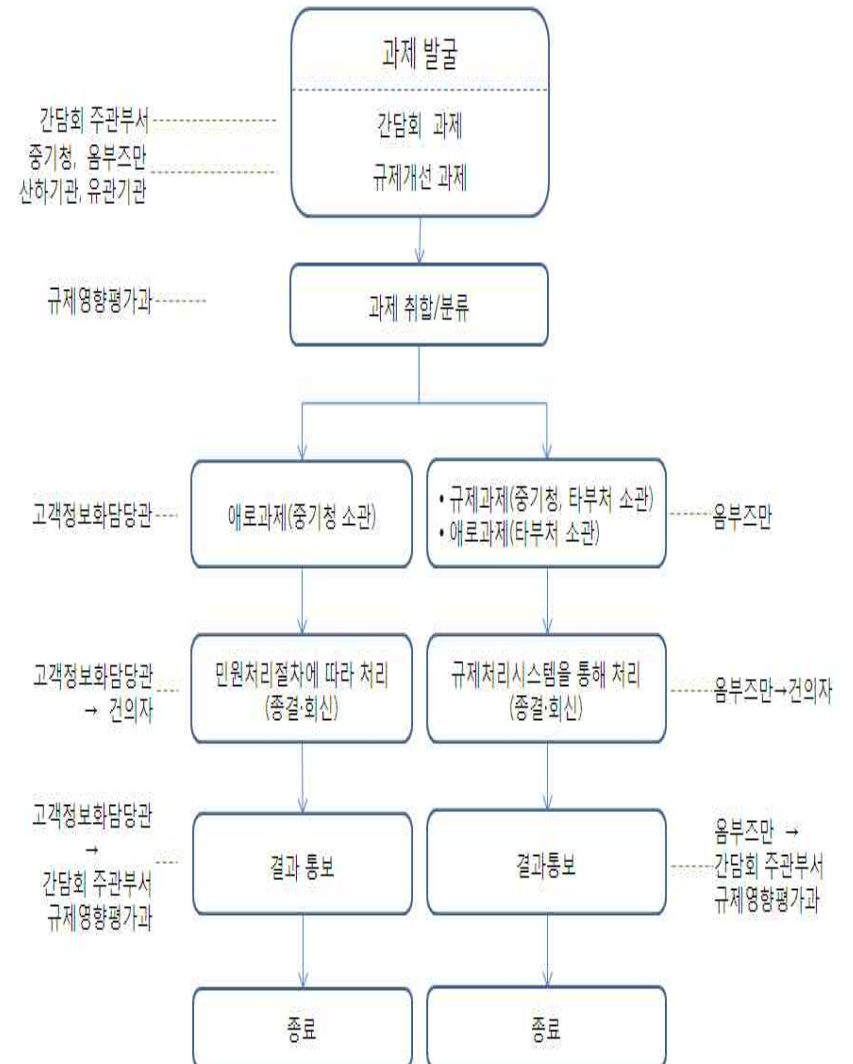 과제 발굴
간담회 주관부서
간담회 과제
중기청, 옴부즈만
산하기관, 유관기관
규제개선 과제
규제영향평가과
과제 취합/분류
고객정보화담당관
애로과제(중기청 소관)
• 규제과제(중기청, 타부처 소관)
• 애로과제(타부처 소관)
옴부즈만
고객정보화담당관
→ 건의자
민원처리절차에 따라 처리
(종결·회신)
규제처리시스템을 통해 처리
(종결·회신)
옴부즈만→건의자
고객정보화담당관
→
간담회 주관부서
규제영향평가과
결과 통보
결과통보
옴부즈만 →
간담회 주관부서
규제영향평가과
종료
종료